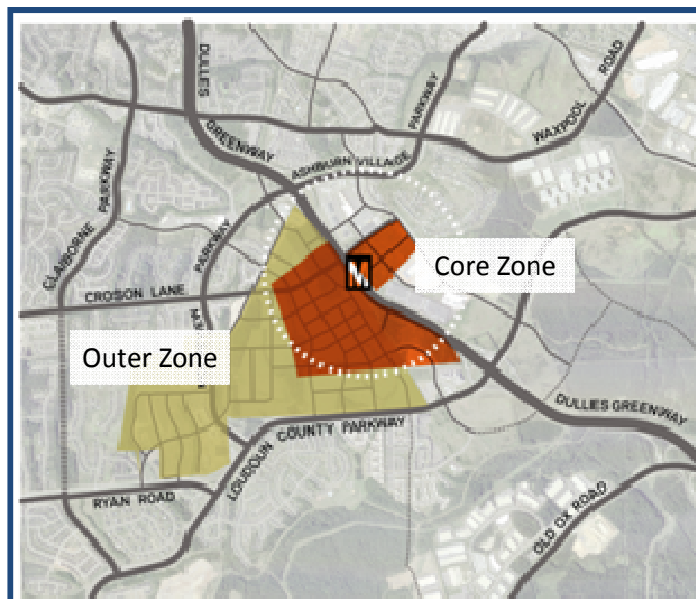 DULLES
GREENWAY
PARKWAY
WAXPOOL
ROAD
ASHBURN VILLAGE
CLAIBORNE
PARKWAY
PARKWAY
M
Core Zone
CROSON LANE
Outer Zone
DULLES GREENWAY
LOUDOUN COUNTY PARKWAY
RYAN ROAD
OLD OX ROAD